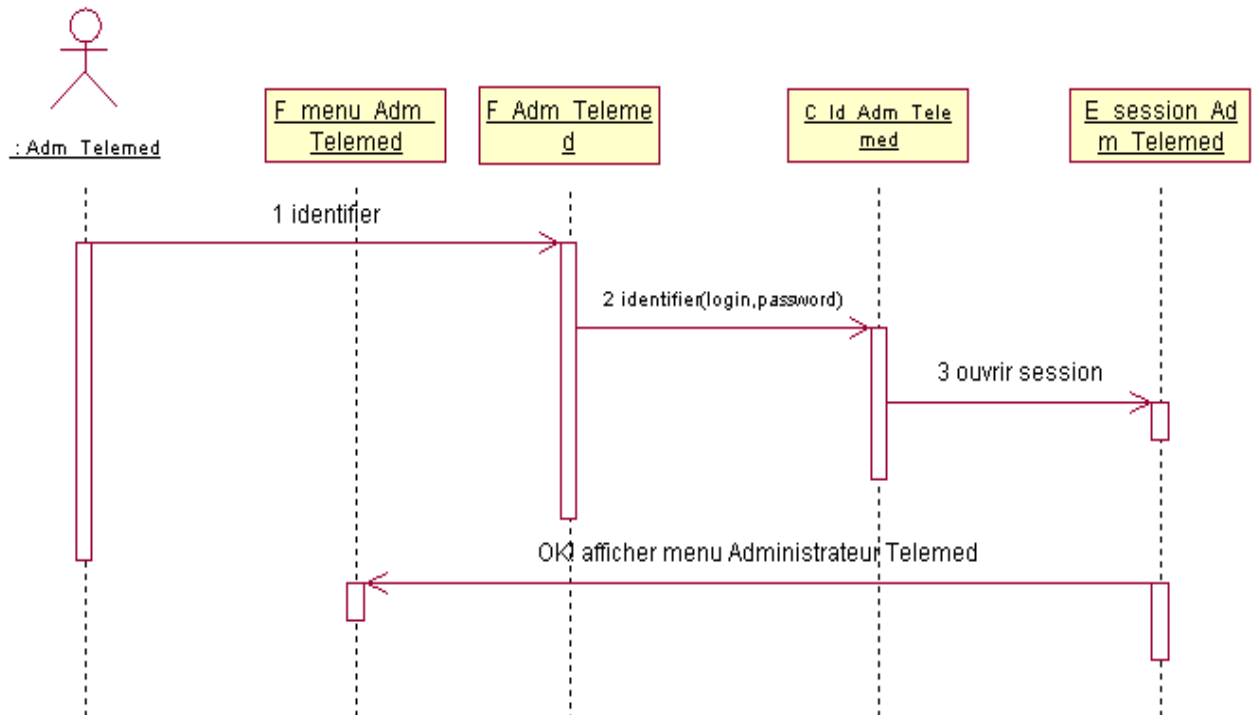 : Adm_Telemed
F_menu_Adm_
Telemed
F_Adm_Teleme
d
C_Id_Adm_Tele
med
E_session_Ad
m_Telemed
1 identifier
2 identifier(login,password)
3 ouvrir session
OK! afficher menu Administrateur Telemed